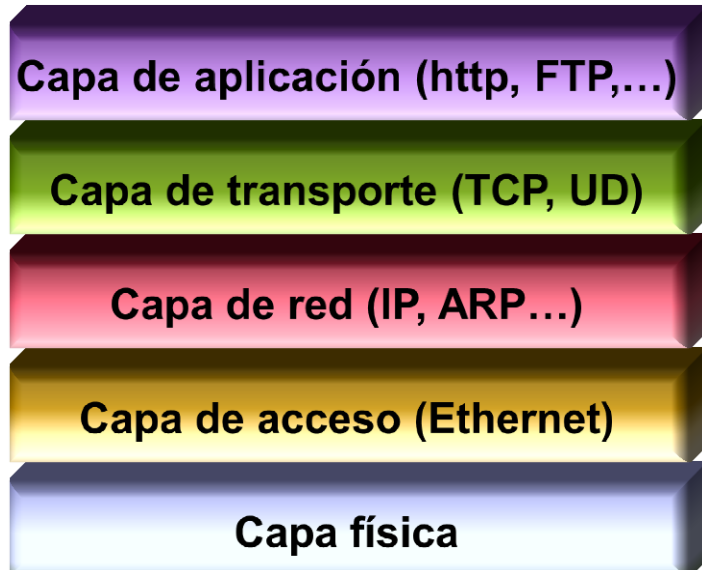 Capa de aplicación (http, FTP,…)
Capa de transporte (TCP, UD)
Capa de red (IP, ARP…)
Capa de acceso (Ethernet)
Capa física